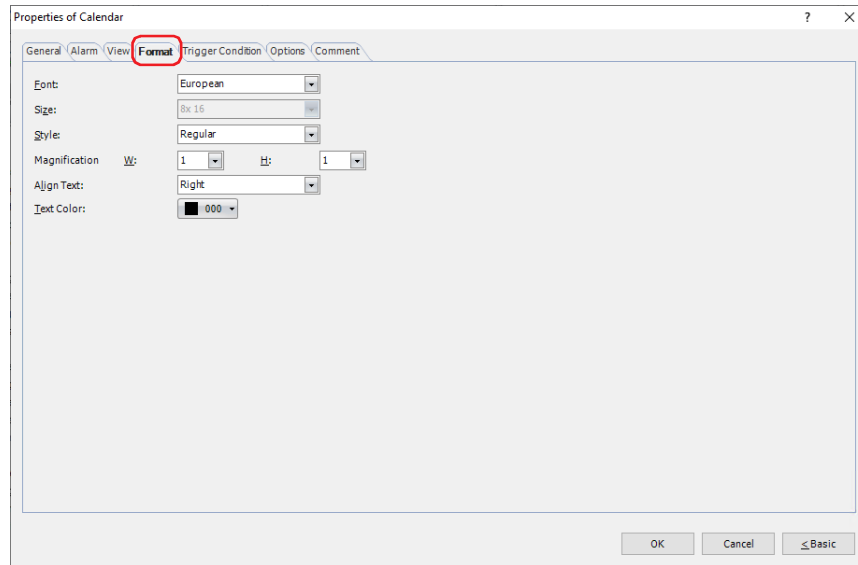 Properties of Calendar ? ×
General Alarm View Format Trigger Condition Options Comment
Font: European
Size: 8x 16
Style: Regular
Magnification W: 1 H: 1
Align Text: Right
Text Color: 000
OK Cancel < Basic